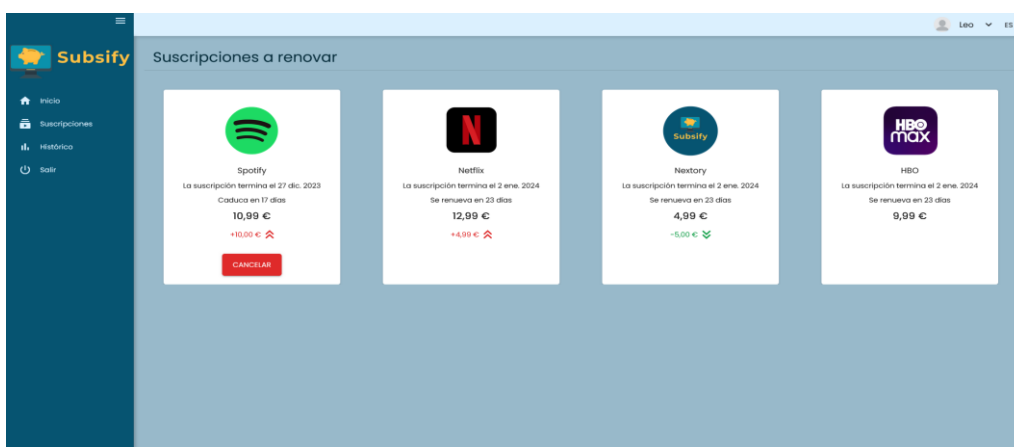 Leo
ES
Subsify
Suscripciones a renovar
Inicio
Suscripciones
Histórico
Salir
Spotify
La suscripción termina el 27 dic. 2023
Caduca en 17 días
10,99 €
+10,00 €
CANCELAR
N
Netflix
La suscripción termina el 2 ene. 2024
Se renueva en 23 días
12,99 €
+4,99 €
Subsify
Nextory
La suscripción termina el 2 ene. 2024
Se renueva en 23 días
4,99 €
-5,00 €
HBO
max
HBO
La suscripción termina el 2 ene. 2024
Se renueva en 23 días
9,99 €